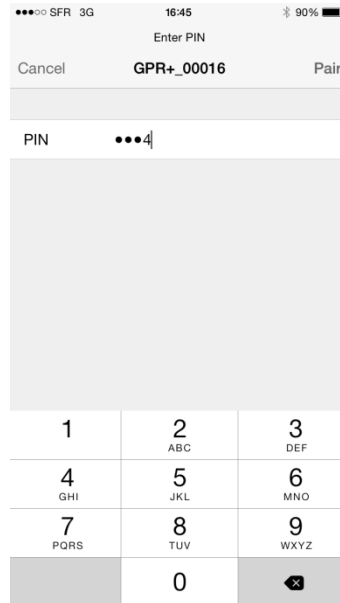 SFR 3G 16:45 90%
Enter PIN
Cancel GPR+_00016 Pair
PIN •••4
1 2 3
ABC DEF
4 5 6
GHI JKL MNO
7 8 9
PQRS TUV WXYZ
0